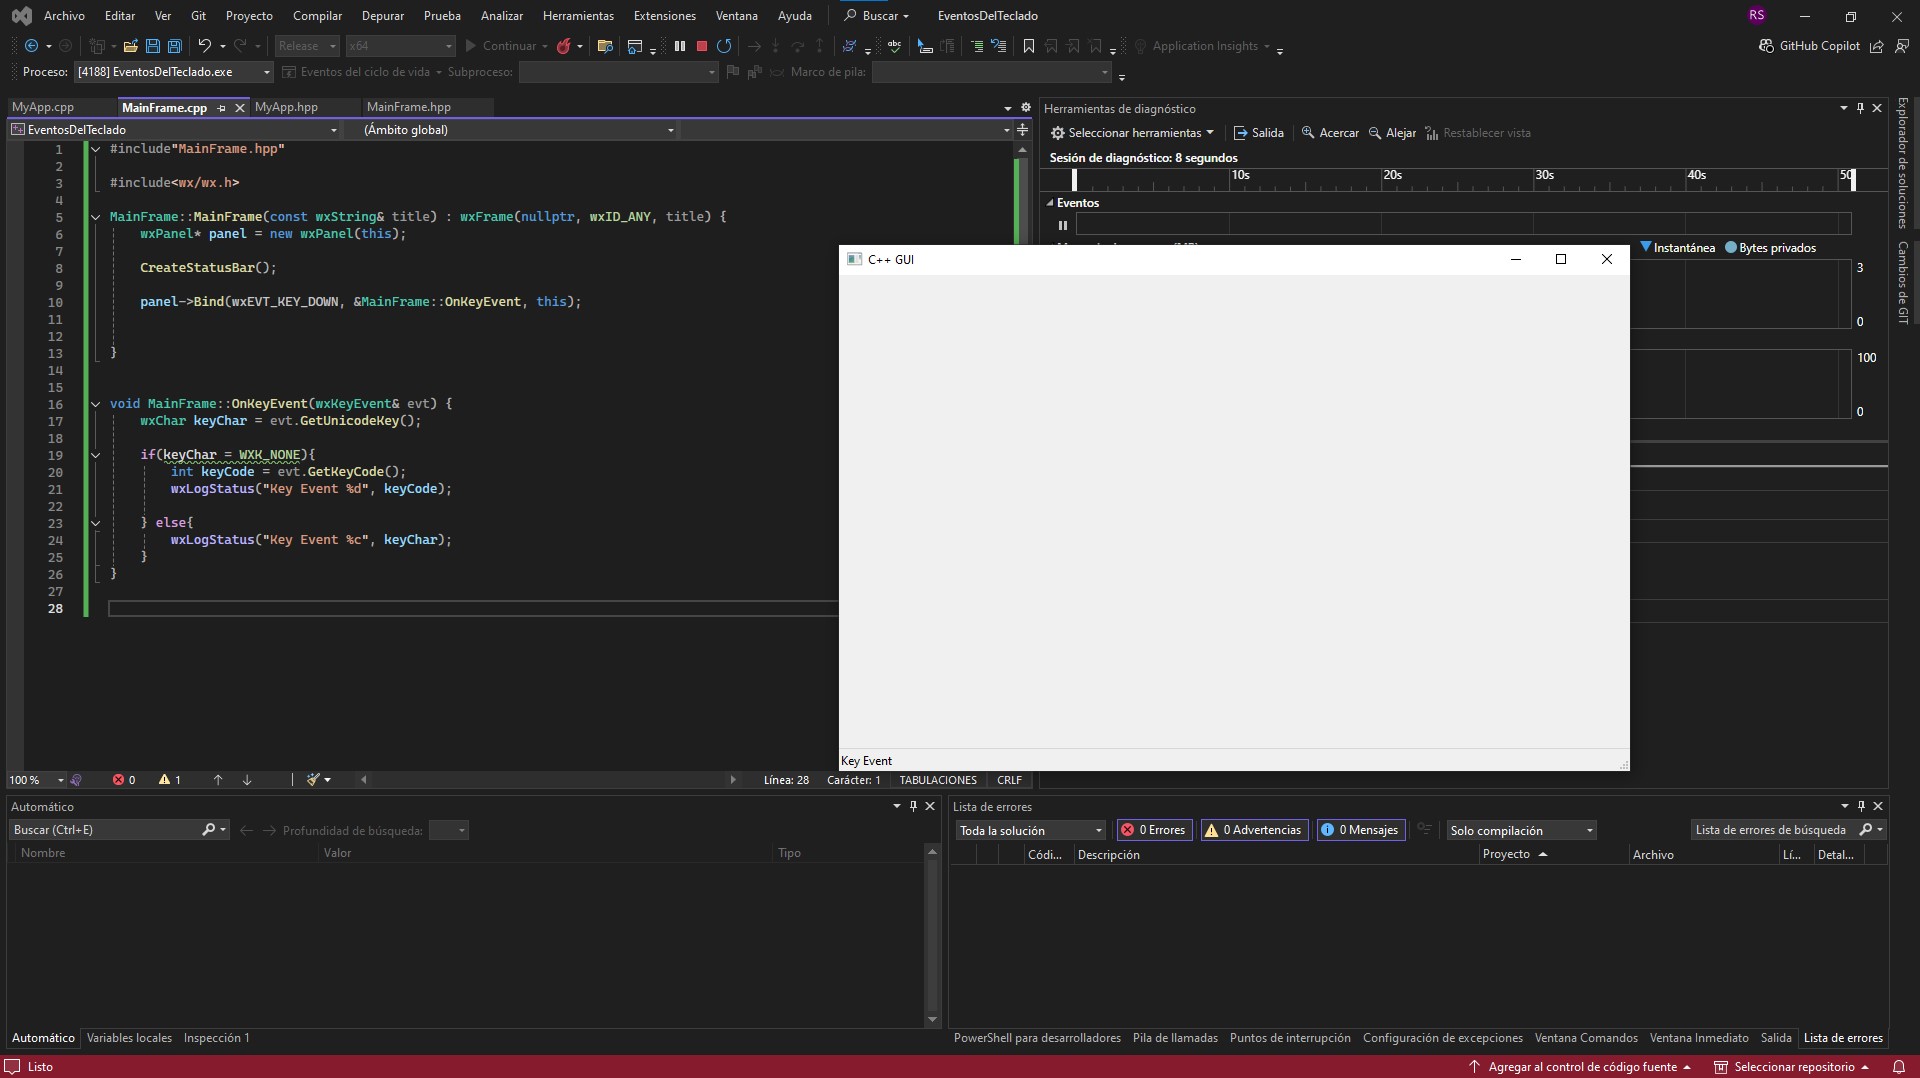 Archivo Editar Ver Git Proyecto Compilar Depurar Prueba Analizar Herramientas Extensiones Ventana Ayuda Buscar EventosDelTeclado RS
Release x64 Continuar Application Insights GitHub Copilot
Proceso: [4188] EventosDelTeclado.exe Eventos del ciclo de vida Subproceso: Marco de pila:
MyApp.cpp MainFrame.cpp MyApp.hpp MainFrame.hpp
EventosDelTeclado (Ámbito global)
1 #include"MainFrame.hpp"
2
3 #include<wx/wx.h>
4
5 MainFrame::MainFrame(const wxString& title) : wxFrame(nullptr, wxID_ANY, title) {
6 wxPanel* panel = new wxPanel(this);
7
8 CreateStatusBar();
9
10 panel->Bind(wxEVT_KEY_DOWN, &MainFrame::OnKeyEvent, this);
11
12
13 }
14
15
16 void MainFrame::OnKeyEvent(wxKeyEvent& evt) {
17 wxChar keyChar = evt.GetUnicodeKey();
18
19 if(keyChar = WXK_NONE){
20 int keyCode = evt.GetKeyCode();
21 wxLogStatus("Key Event %d", keyCode);
22
23 } else{
24 wxLogStatus("Key Event %c", keyChar);
25 }
26 }
27
28
100 % 0 1 Línea: 28 Carácter: 1 TABULACIONES CRLF
Herramientas de diagnóstico
Seleccionar herramientas Salida Acercar Alejar Restablecer vista
Sesión de diagnóstico: 8 segundos
10s 20s 30s 40s 50
Eventos
Instantánea Bytes privados
3
0
100
0
C++ GUI
Key Event
Explorador de soluciones
Cambios de GIT
Automático
Buscar (Ctrl+E) Profundidad de búsqueda:
Nombre Valor Tipo
Automático Variables locales Inspección 1
Lista de errores
Toda la solución 0 Errores 0 Advertencias 0 Mensajes Solo compilación Lista de errores de búsqueda
Códi... Descripción Proyecto Archivo Lí... Detal...
PowerShell para desarrolladores Pila de llamadas Puntos de interrupción Configuración de excepciones Ventana Comandos Ventana Inmediato Salida Lista de errores
Listo Agregar al control de código fuente Seleccionar repositorio